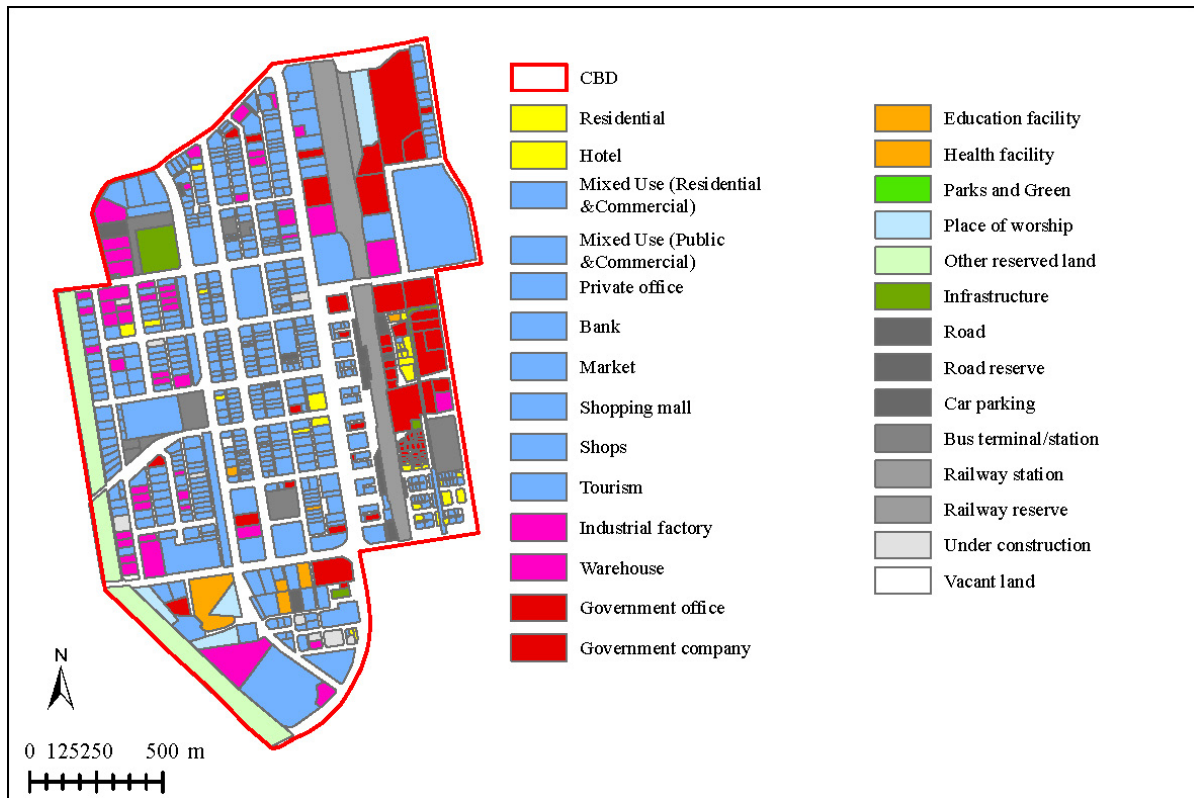 CBD
Residential
Hotel
Mixed Use (Residential
&Commercial)
Mixed Use (Public
&Commercial)
Private office
Bank
Market
Shopping mall
Shops
Tourism
Industrial factory
Warehouse
Government office
Government company
Education facility
Health facility
Parks and Green
Place of worship
Other reserved land
Infrastructure
Road
Road reserve
Car parking
Bus terminal/station
Railway station
Railway reserve
Under construction
Vacant land
N
0 125250 500 m